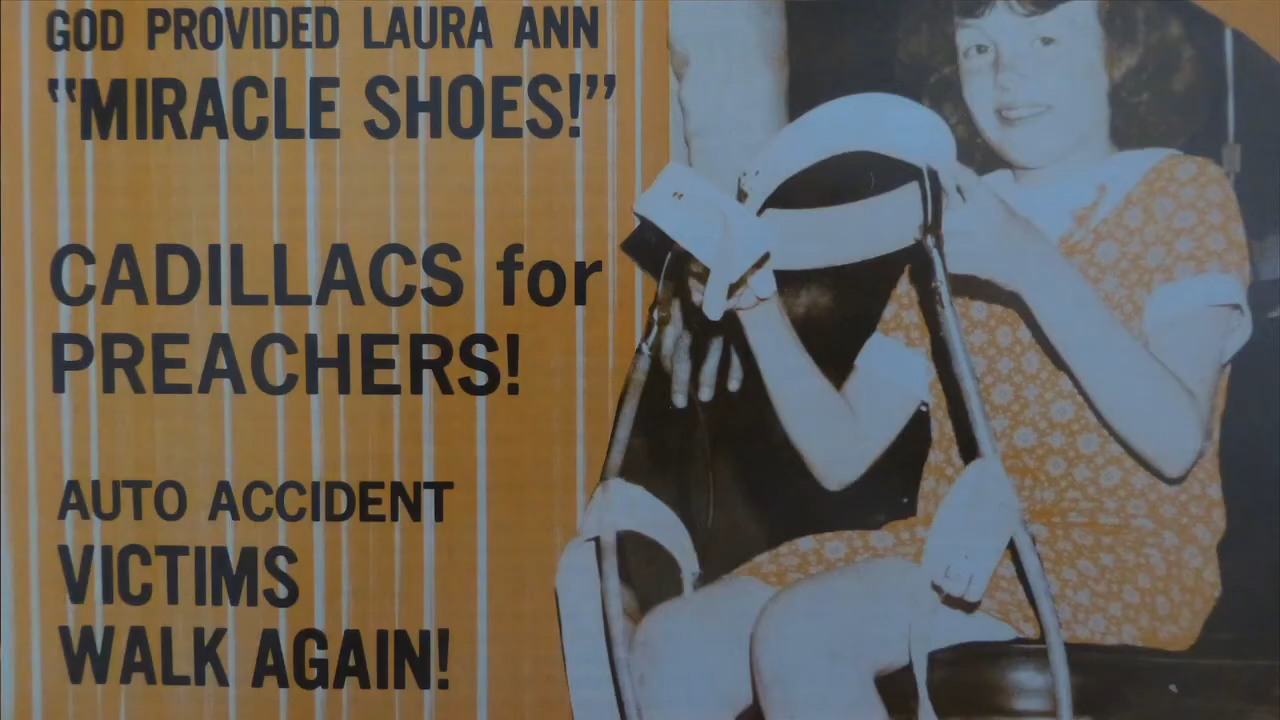 GOD PROVIDED LAURA ANN
“MIRACLE SHOES!”
CADILLACS for
PREACHERS!
AUTO ACCIDENT
VICTIMS
WALK AGAIN!